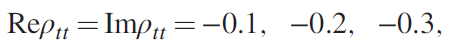 Reρₜₜ = Imρₜₜ = −0.1, −0.2, −0.3,